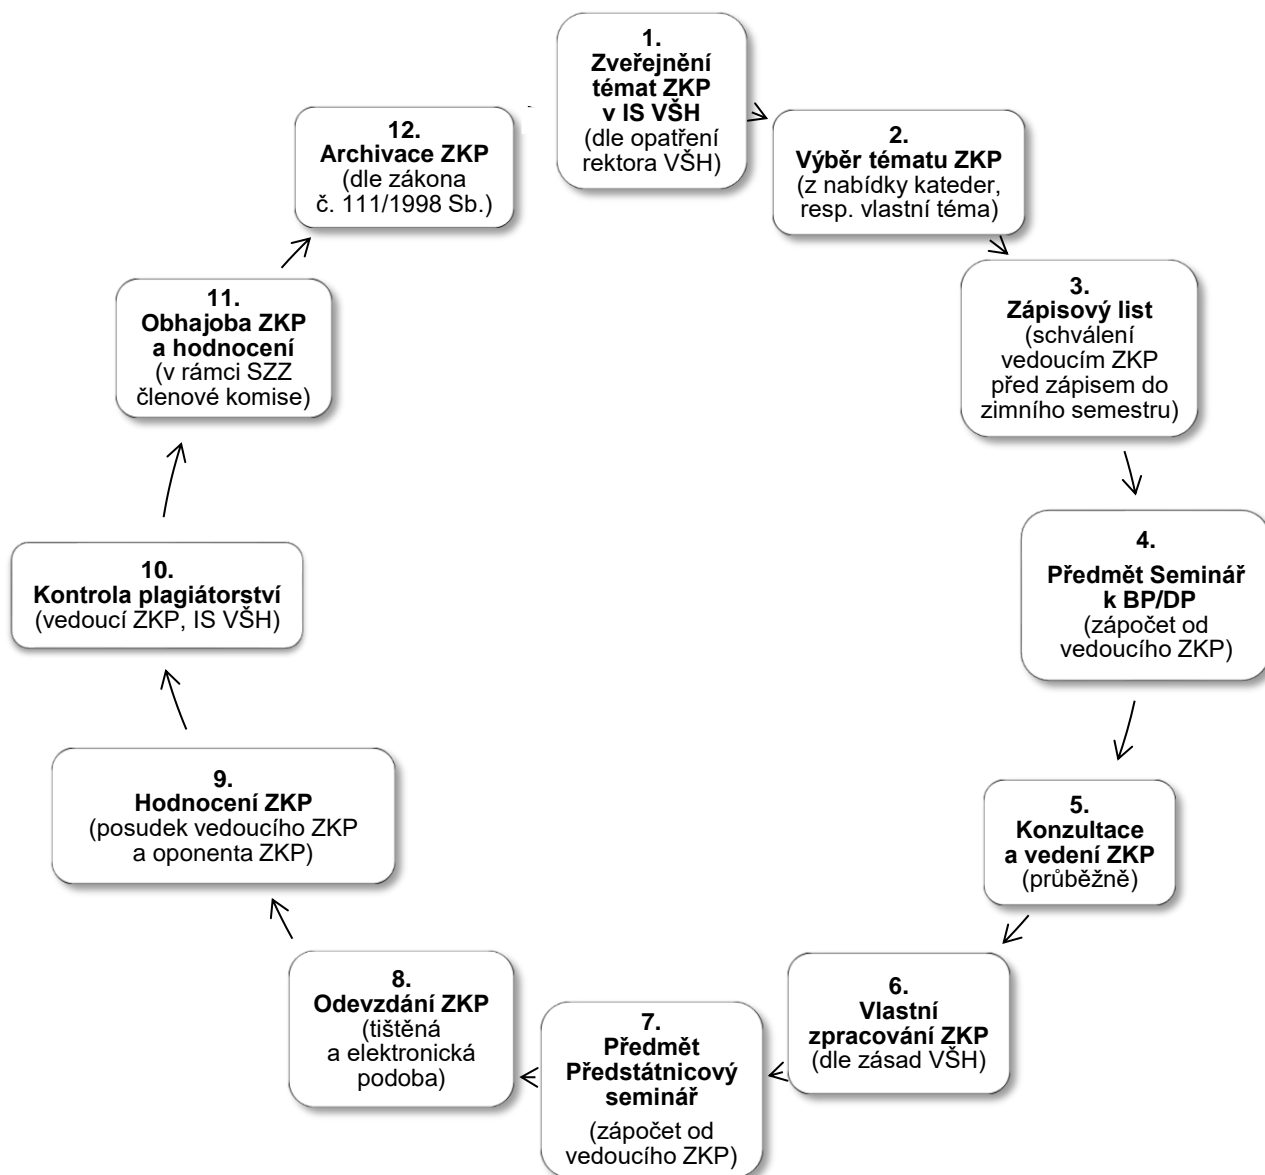 1.
Zveřejnění
témat ZKP
v IS VŠH
(dle opatření
rektora VŠH)
2.
Výběr tématu ZKP
(z nabídky kateder,
resp. vlastní téma)
3.
Zápisový list
(schválení
vedoucím ZKP
před zápisem do
zimního semestru)
4.
Předmět Seminář
k BP/DP
(zápočet od
vedoucího ZKP)
5.
Konzultace
a vedení ZKP
(průběžně)
6.
Vlastní
zpracování ZKP
(dle zásad VŠH)
7.
Předmět
Předstátnicový
seminář
(zápočet od
vedoucího ZKP)
8.
Odevzdání ZKP
(tištěná
a elektronická
podoba)
9.
Hodnocení ZKP
(posudek vedoucího ZKP
a oponenta ZKP)
10.
Kontrola plagiátorství
(vedoucí ZKP, IS VŠH)
11.
Obhajoba ZKP
a hodnocení
(v rámci SZZ
členové komise)
12.
Archivace ZKP
(dle zákona
č. 111/1998 Sb.)